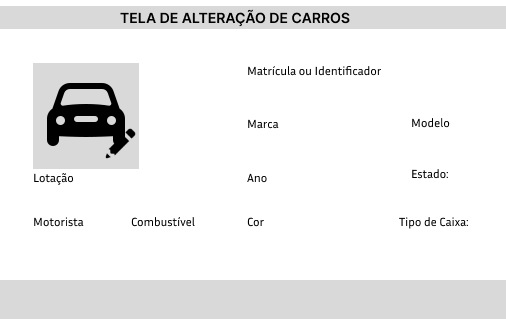 TELA DE ALTERAÇÃO DE CARROS
Matrícula ou Identificador
Marca
Modelo
Lotação
Ano
Estado:
Motorista
Combustível
Cor
Tipo de Caixa: